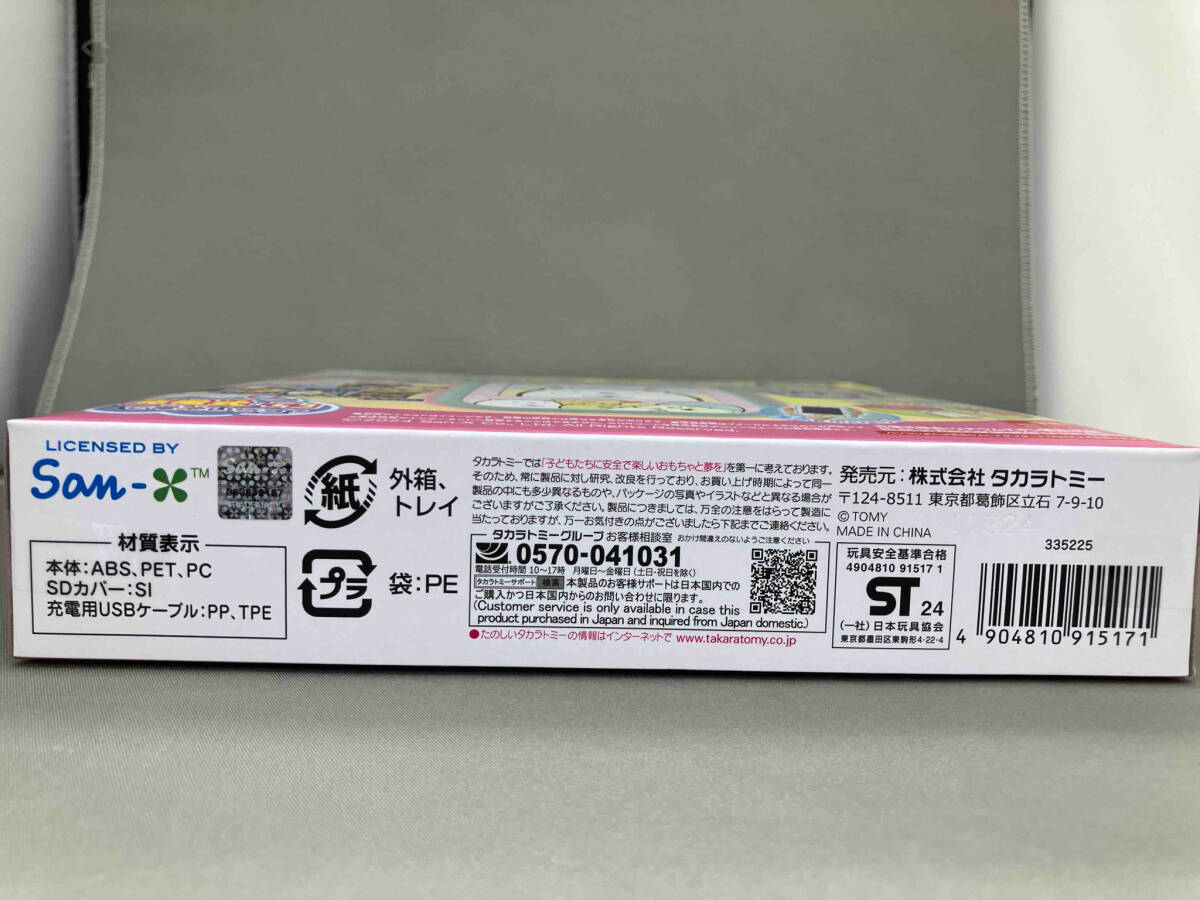 LICENSED BY
San-X™
材質表示
本体:ABS、PET、PC
SDカバー:SI
充電用USBケーブル:PP、TPE
紙
外箱、
トレイ
プラ
袋:PE
タカラトミーでは「子どもたちに安全で楽しいおもちゃと夢を」を第一に考えております。
そのため、常に製品に対し研究、改良を行っており、お買い上げ時期によって同一
製品の中にも多少異なるものや、パッケージの写真やイラストなどと異なる場合が
ございますがご了承ください。製品につきましては、万全の注意をはらって製造に
当たっておりますが、万一お気付きの点がございましたら下記までご連絡ください。
タカラトミーグループ お客様相談室 おかけ間違えのないようご注意ください
0570-041031
電話受付時間 10〜17時 月曜日〜金曜日(土・日・祝日を除く)
タカラトミーサポート 検索 本製品のお客様サポートは日本国内での
ご購入かつ日本国内からのお問い合わせに限ります。
(Customer service is only available in case this
product purchased in Japan and inquired from Japan domestic.)
●たのしいタカラトミーの情報はインターネットで www.takaratomy.co.jp
発売元:株式会社 タカラトミー
〒124-8511 東京都葛飾区立石 7-9-10
© TOMY
MADE IN CHINA
335225
玩具安全基準合格
4904810 91517 1
ST 24
(一社)日本玩具協会
東京都墨田区東駒形4-22-4
4 904810 915171